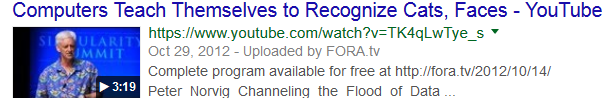 Computers Teach Themselves to Recognize Cats, Faces - YouTube
https://www.youtube.com/watch?v=TK4qLwTye_s
Oct 29, 2012 - Uploaded by FORA.tv
SINGULARITY
SUMMIT
3:19
Complete program available for free at http://fora.tv/2012/10/14/
Peter Norvig Channeling the Flood of Data ...